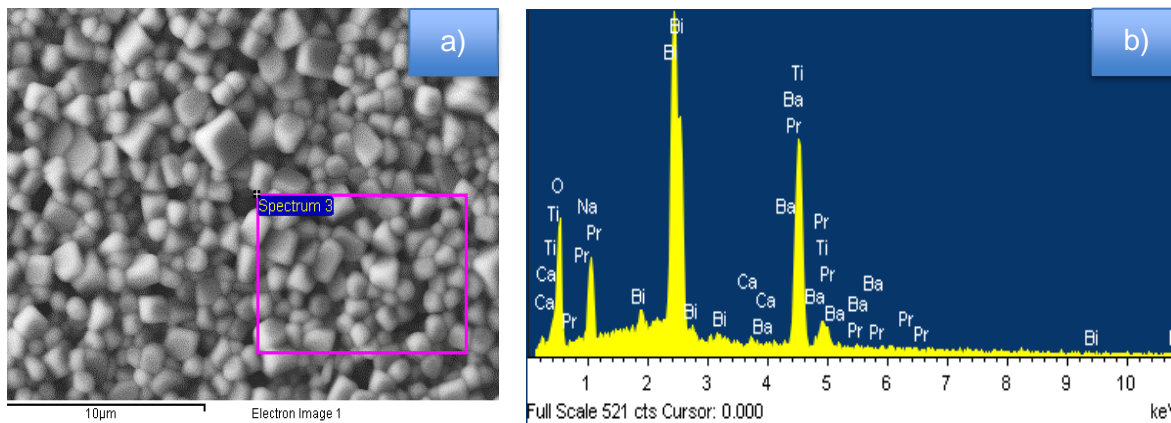 a)
Spectrum 3
10µm
Electron Image 1
b)
Bi
Ti
Ba
Pr
O
Ti
Na
Ti
Pr
Ca
Pr
Ca
Pr
Bi
Bi
Bi
Ca
Ca
Ba
Ba
Pr
Ti
Pr
Ba
Ba
Ba
Ba
Pr
Pr
Pr
Pr
Bi
1 2 3 4 5 6 7 8 9 10
Full Scale 521 cts Cursor: 0.000